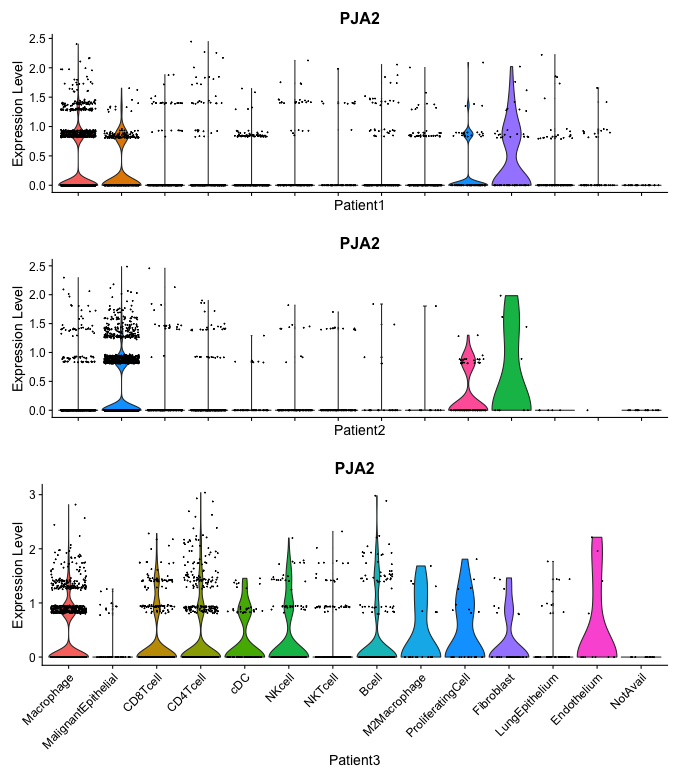 PJA2
Expression Level
2.5
2.0
1.5
1.0
0.5
0.0
Patient1
PJA2
Expression Level
2.5
2.0
1.5
1.0
0.5
0.0
Patient2
PJA2
Expression Level
3
2
1
0
Macrophage
MalignantEpithelial
CD8Tcell
CD4Tcell
cDC
NKcell
NKTcell
Bcell
M2Macrophage
ProliferatingCell
Fibroblast
LungEpithelium
Endothelium
NotAvail
Patient3